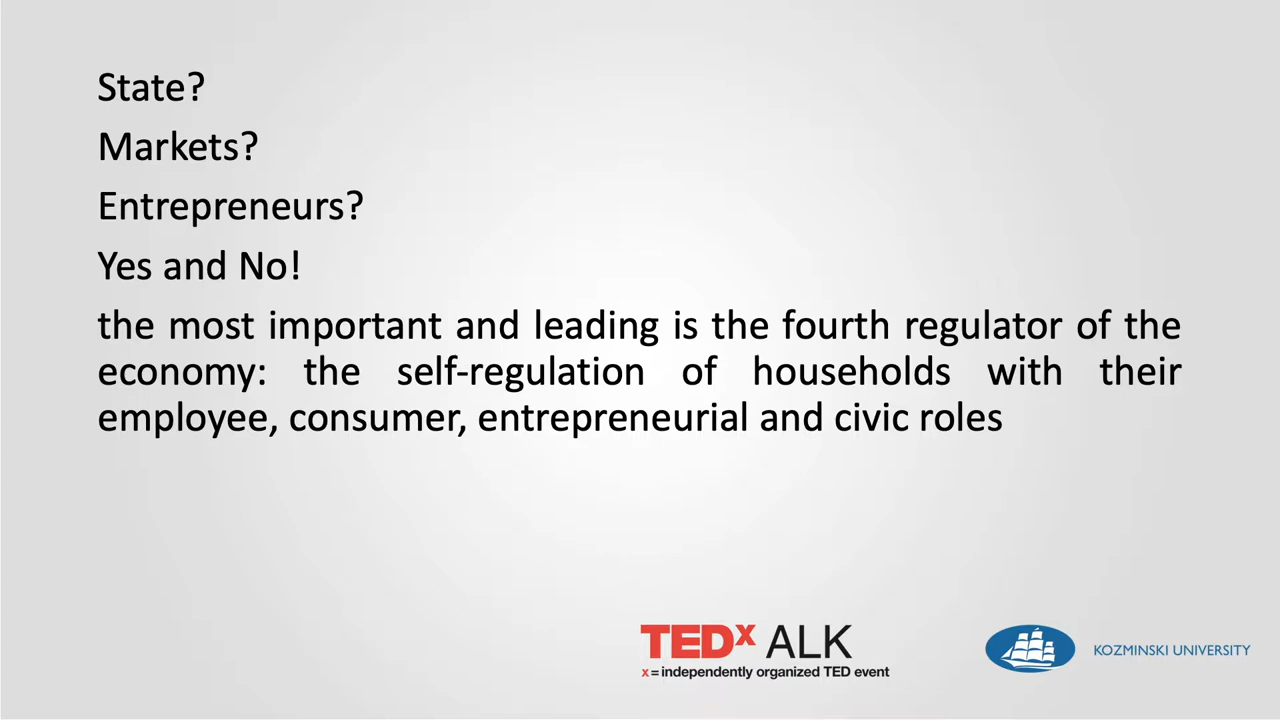 State?
Markets?
Entrepreneurs?
Yes and No!
the most important and leading is the fourth regulator of the
economy: the self-regulation of households with their
employee, consumer, entrepreneurial and civic roles
TEDx ALK
x = independently organized TED event
KOZMINSKI UNIVERSITY